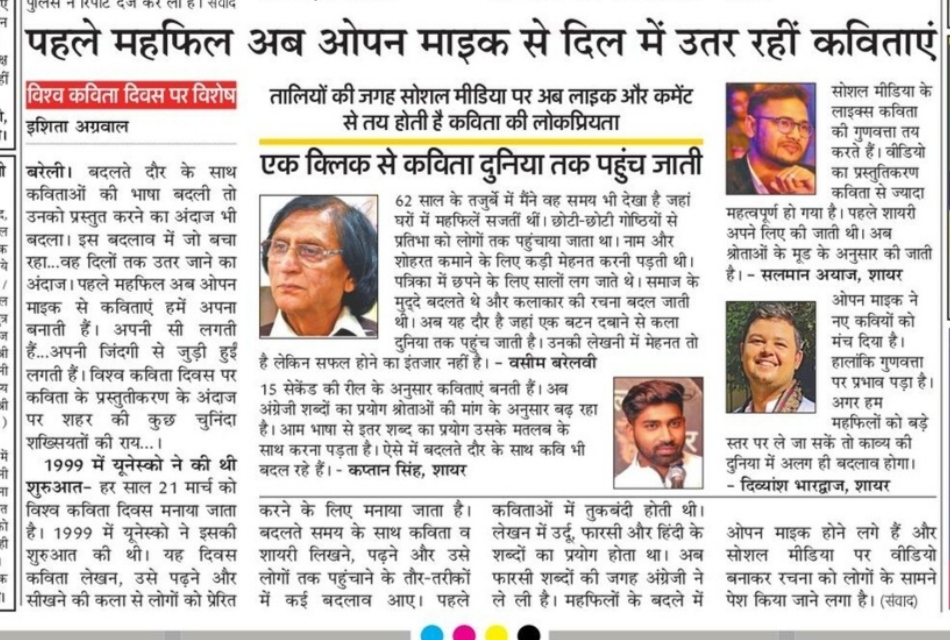 पुलिस ने रिपोर्ट दर्ज कर ली है। संवाद
पहले महफिल अब ओपन माइक से दिल में उतर रहीं कविताएं
विश्व कविता दिवस पर विशेष
इशिता अग्रवाल
बरेली। बदलते दौर के साथ
कविताओं की भाषा बदली तो
उनको प्रस्तुत करने का अंदाज भी
बदला। इस बदलाव में जो बचा
रहा...वह दिलों तक उतर जाने का
अंदाज। पहले महफिल अब ओपन
माइक से कविताएं हमें अपना
बनाती हैं। अपनी सी लगती
हैं...अपनी जिंदगी से जुड़ी हुई
लगती हैं। विश्व कविता दिवस पर
कविता के प्रस्तुतीकरण के अंदाज
पर शहर की कुछ चुनिंदा
शख्सियतों की राय...।
1999 में यूनेस्को ने की थी
शुरुआत– हर साल 21 मार्च को
विश्व कविता दिवस मनाया जाता
है। 1999 में यूनेस्को ने इसकी
शुरुआत की थी। यह दिवस
कविता लेखन, उसे पढ़ने और
सीखने की कला से लोगों को प्रेरित
तालियों की जगह सोशल मीडिया पर अब लाइक और कमेंट
से तय होती है कविता की लोकप्रियता
एक क्लिक से कविता दुनिया तक पहुंच जाती
62 साल के तजुर्बे में मैंने वह समय भी देखा है जहां
घरों में महफिलें सजतीं थीं। छोटी-छोटी गोष्ठियों से
प्रतिभा को लोगों तक पहुंचाया जाता था। नाम और
शोहरत कमाने के लिए कड़ी मेहनत करनी पड़ती थी।
पत्रिका में छपने के लिए सालों लग जाते थे। समाज के
मुद्दे बदलते थे और कलाकार की रचना बदल जाती
थी। अब यह दौर है जहां एक बटन दबाने से कला
दुनिया तक पहुंच जाती है। उनकी लेखनी में मेहनत तो
है लेकिन सफल होने का इंतजार नहीं है। – वसीम बरेलवी
15 सेकेंड की रील के अनुसार कविताएं बनती हैं। अब
अंग्रेजी शब्दों का प्रयोग श्रोताओं की मांग के अनुसार बढ़ रहा
है। आम भाषा से इतर शब्द का प्रयोग उसके मतलब के
साथ करना पड़ता है। ऐसे में बदलते दौर के साथ कवि भी
बदल रहे हैं। - कप्तान सिंह, शायर
सोशल मीडिया के
लाइक्स कविता
की गुणवत्ता तय
करते हैं। वीडियो
का प्रस्तुतिकरण
कविता से ज्यादा
महत्वपूर्ण हो गया है। पहले शायरी
अपने लिए की जाती थी। अब
श्रोताओं के मूड के अनुसार की जाती
है। – सलमान अयाज, शायर
ओपन माइक ने
नए कवियों को
मंच दिया है।
हालांकि गुणवत्ता
पर प्रभाव पड़ा है।
अगर हम
महफिलों को बड़े
स्तर पर ले जा सकें तो काव्य की
दुनिया में अलग ही बदलाव होगा।
– दिव्यांश भारद्वाज, शायर
करने के लिए मनाया जाता है।
बदलते समय के साथ कविता व
शायरी लिखने, पढ़ने और उसे
लोगों तक पहुंचाने के तौर-तरीकों
में कई बदलाव आए। पहले
कविताओं में तुकबंदी होती थी।
लेखन में उर्दू, फारसी और हिंदी के
शब्दों का प्रयोग होता था। अब
फारसी शब्दों की जगह अंग्रेजी ने
ले ली है। महफिलों के बदले में
ओपन माइक होने लगे हैं और
सोशल मीडिया पर वीडियो
बनाकर रचना को लोगों के सामने
पेश किया जाने लगा है। (संवाद)